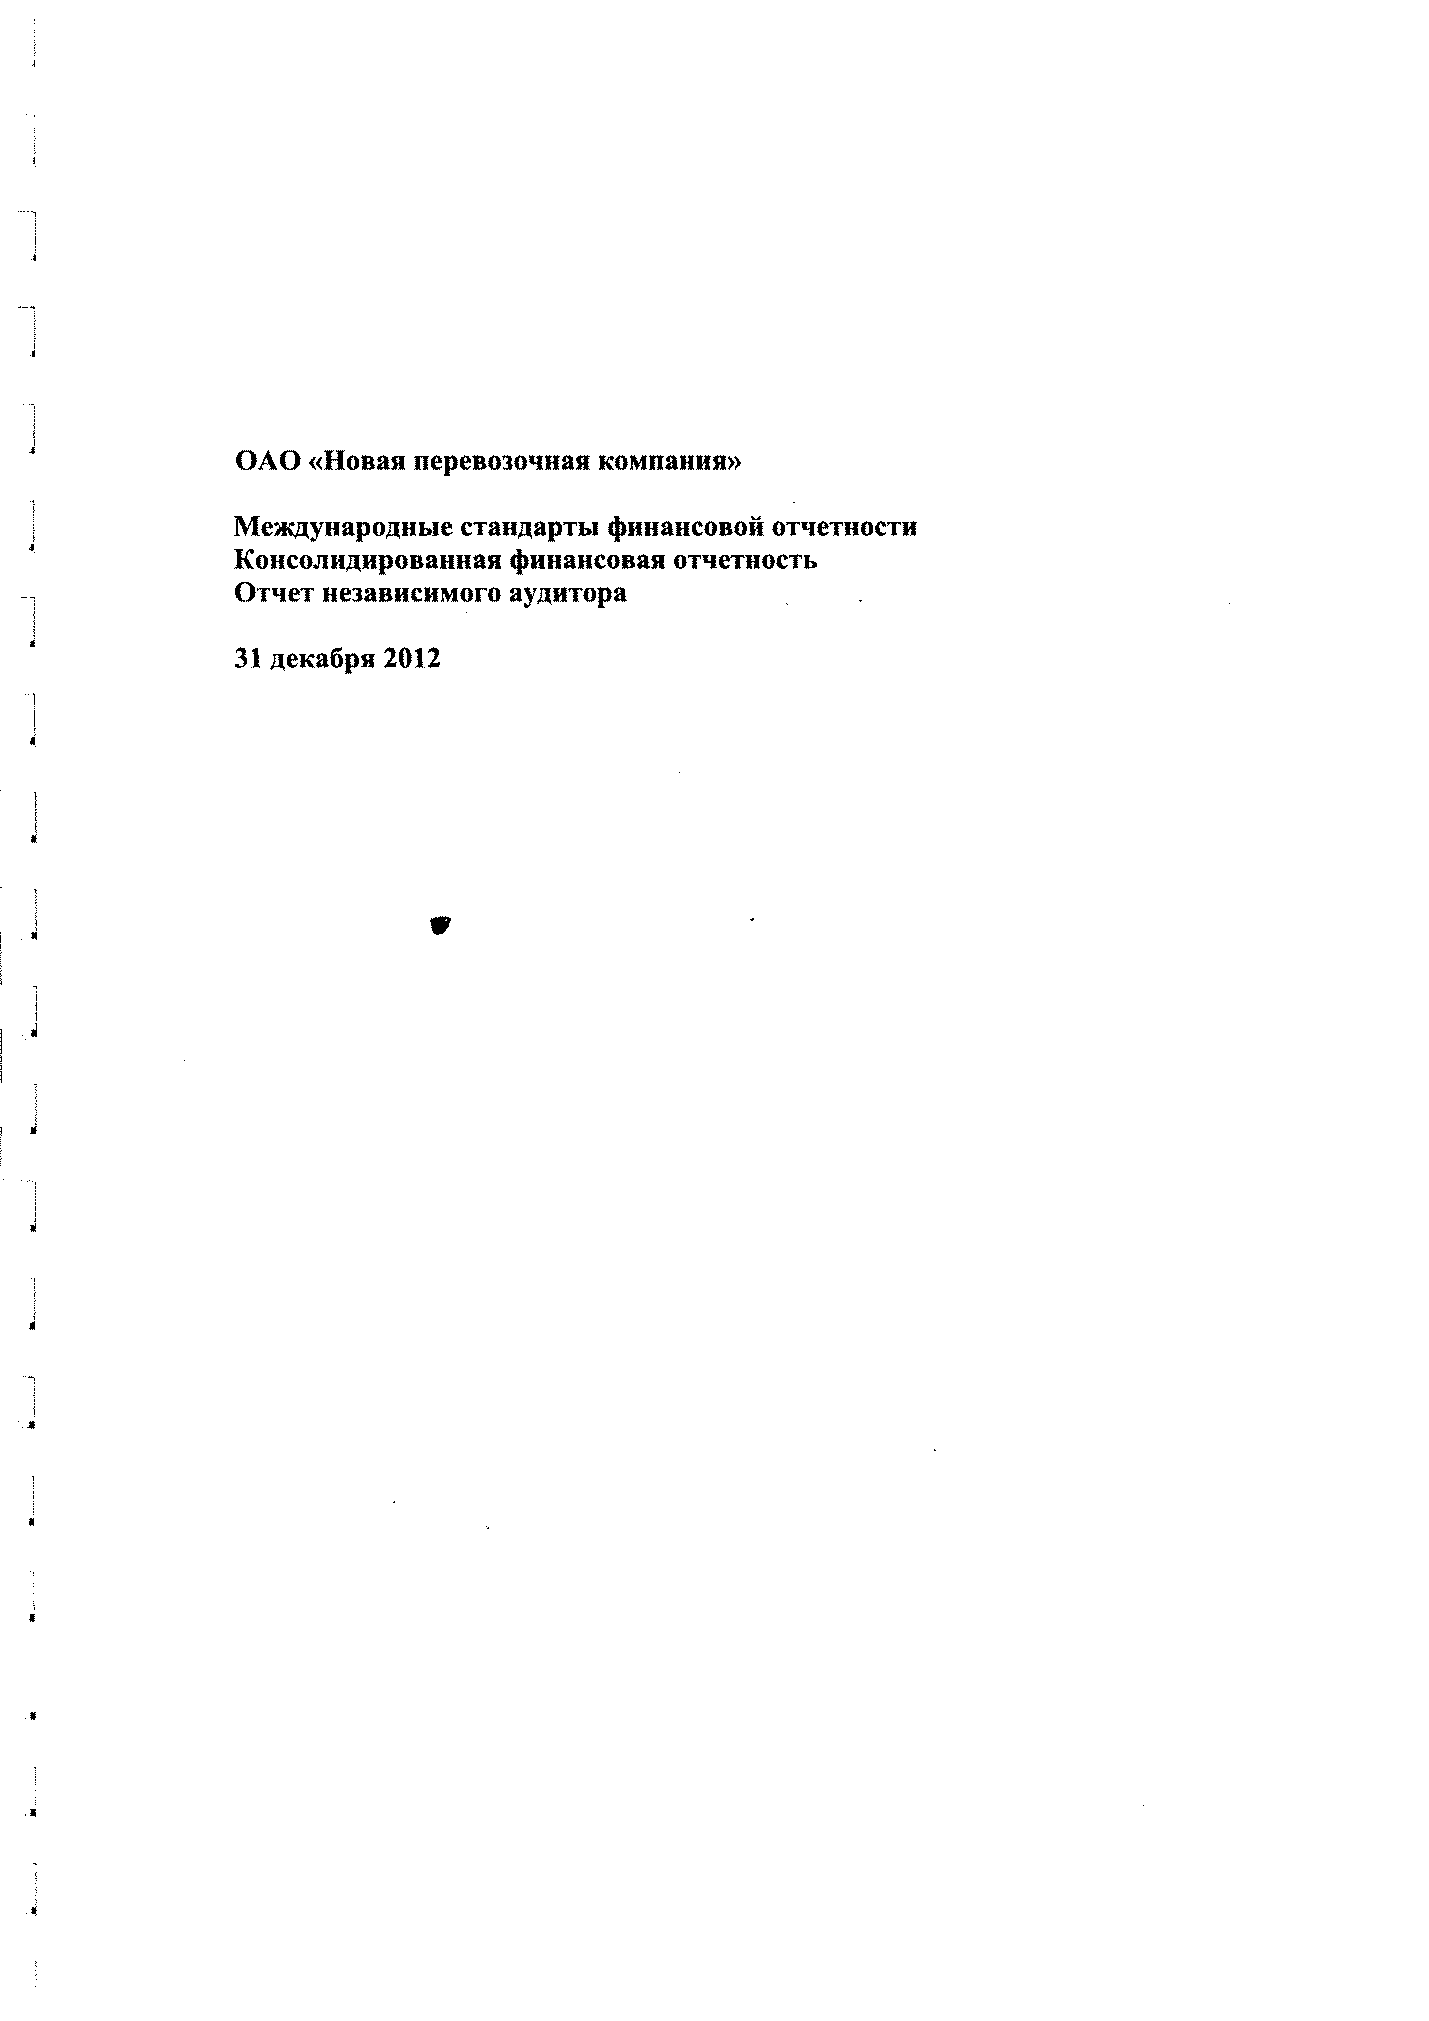 ОАО «Новая перевозочная компания»
Международные стандарты финансовой отчетности
Консолидированная финансовая отчетность
Отчет независимого аудитора
31 декабря 2012